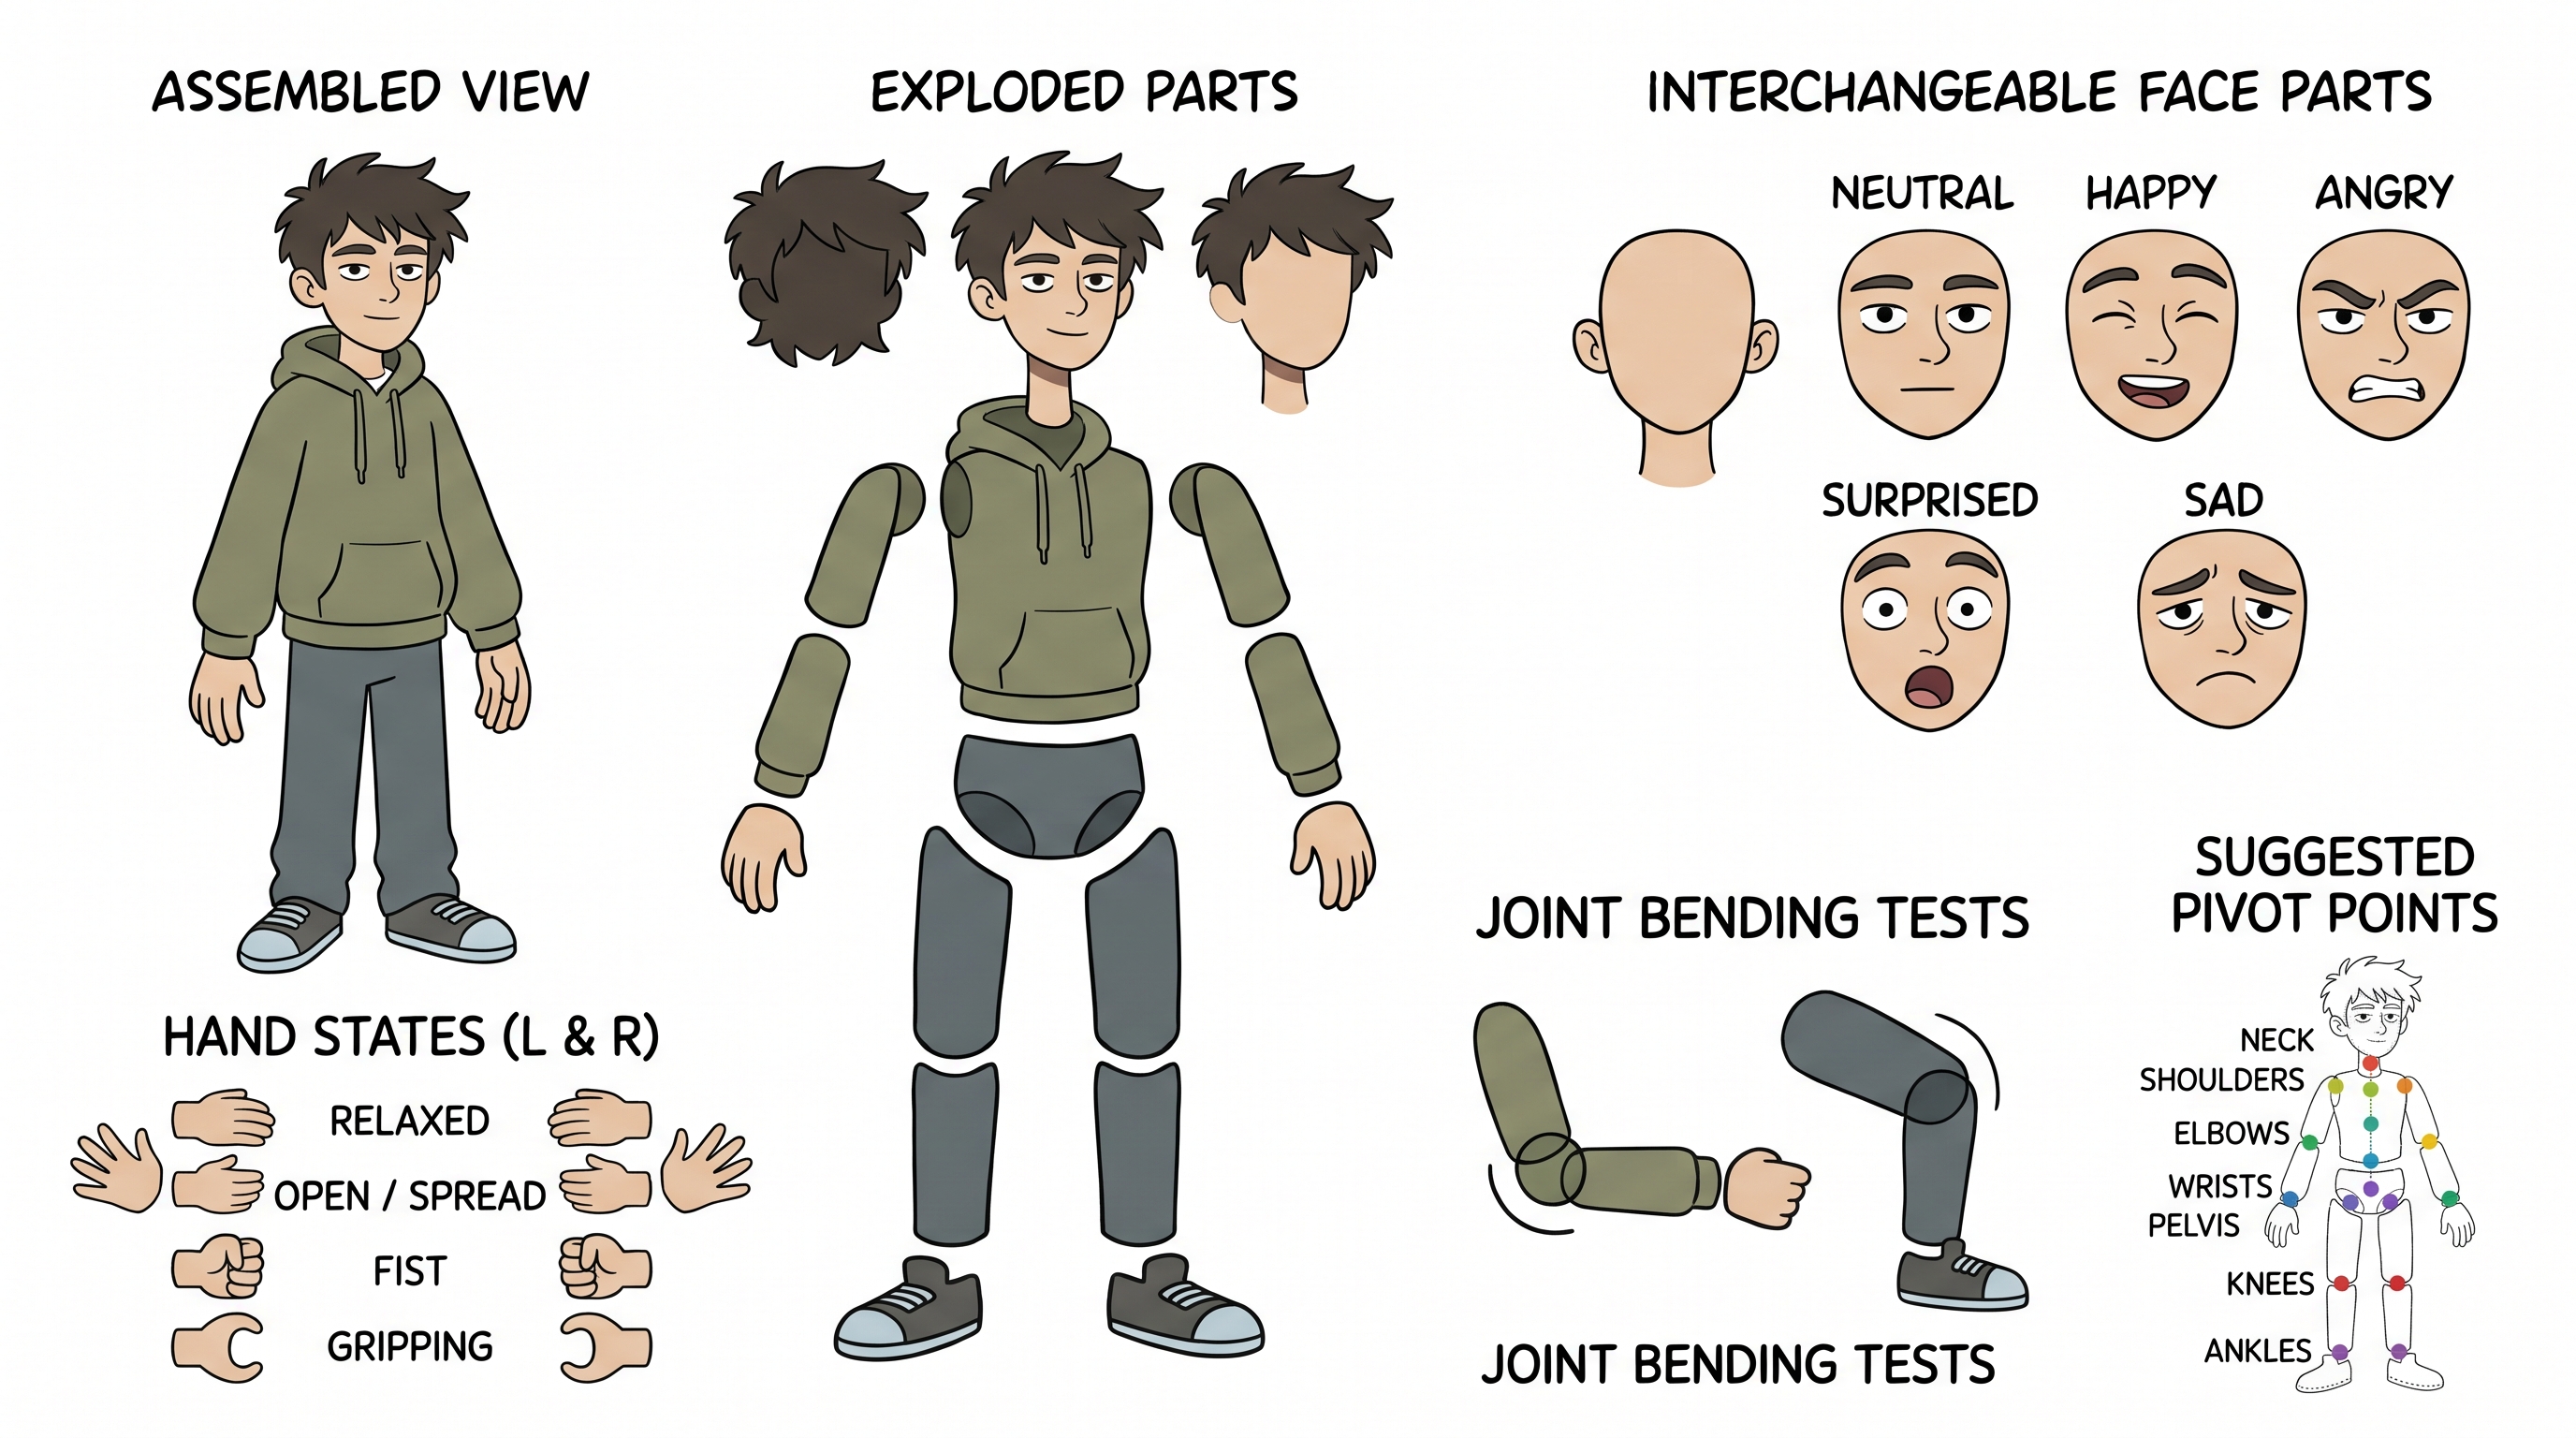 ASSEMBLED VIEW
EXPLODED PARTS
INTERCHANGEABLE FACE PARTS
NEUTRAL
HAPPY
ANGRY
SURPRISED
SAD
HAND STATES (L & R)
RELAXED
OPEN / SPREAD
FIST
GRIPPING
JOINT BENDING TESTS
JOINT BENDING TESTS
SUGGESTED
PIVOT POINTS
NECK
SHOULDERS
ELBOWS
WRISTS
PELVIS
KNEES
ANKLES